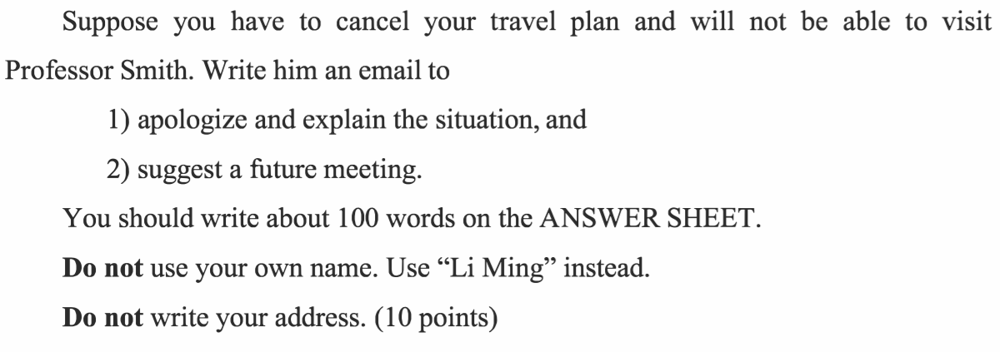 Suppose you have to cancel your travel plan and will not be able to visit
Professor Smith. Write him an email to
1) apologize and explain the situation, and
2) suggest a future meeting.
You should write about 100 words on the ANSWER SHEET.
Do not use your own name. Use “Li Ming” instead.
Do not write your address. (10 points)